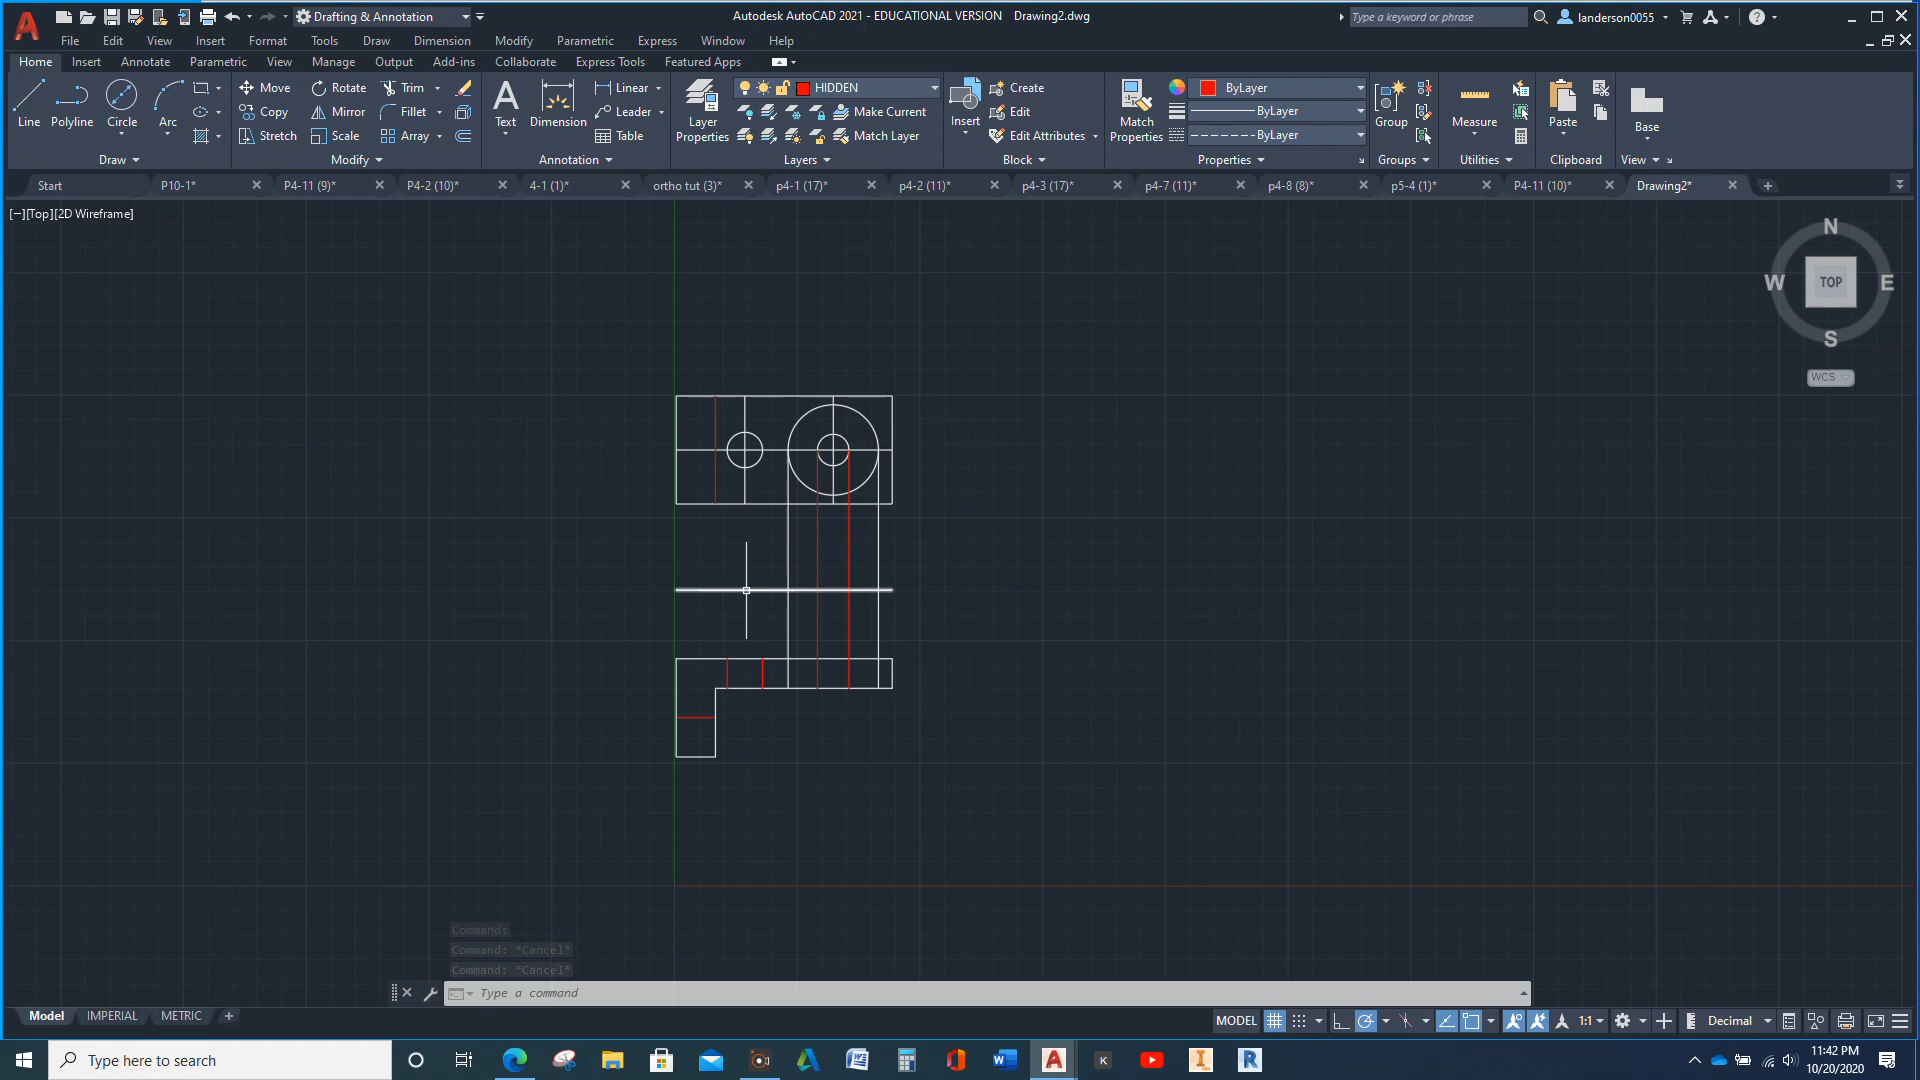 Drafting & Annotation
Autodesk AutoCAD 2021 - EDUCATIONAL VERSION Drawing2.dwg
Type a keyword or phrase
landerson0055
File Edit View Insert Format Tools Draw Dimension Modify Parametric Express Window Help
Home Insert Annotate Parametric View Manage Output Add-ins Collaborate Express Tools Featured Apps
Move Rotate Trim Linear HIDDEN Create ByLayer
Line Polyline Circle Arc Copy Mirror Fillet Text Dimension Leader Layer Properties Make Current Insert Edit Match Properties ByLayer Group Measure Paste Base
Stretch Scale Array Table Match Layer Edit Attributes ByLayer
Draw Modify Annotation Layers Block Properties Groups Utilities Clipboard View
Start P10-1* P4-11 (9)* P4-2 (10)* 4-1 (1)* ortho tut (3)* p4-1 (17)* p4-2 (11)* p4-3 (17)* p4-7 (11)* p4-8 (8)* p5-4 (1)* P4-11 (10)* Drawing2*
[−][Top][2D Wireframe]
N
W TOP E
S
WCS
Command:
Command: *Cancel*
Command: *Cancel*
Type a command
Model IMPERIAL METRIC +
MODEL 1:1 Decimal
Type here to search
11:42 PM
10/20/2020